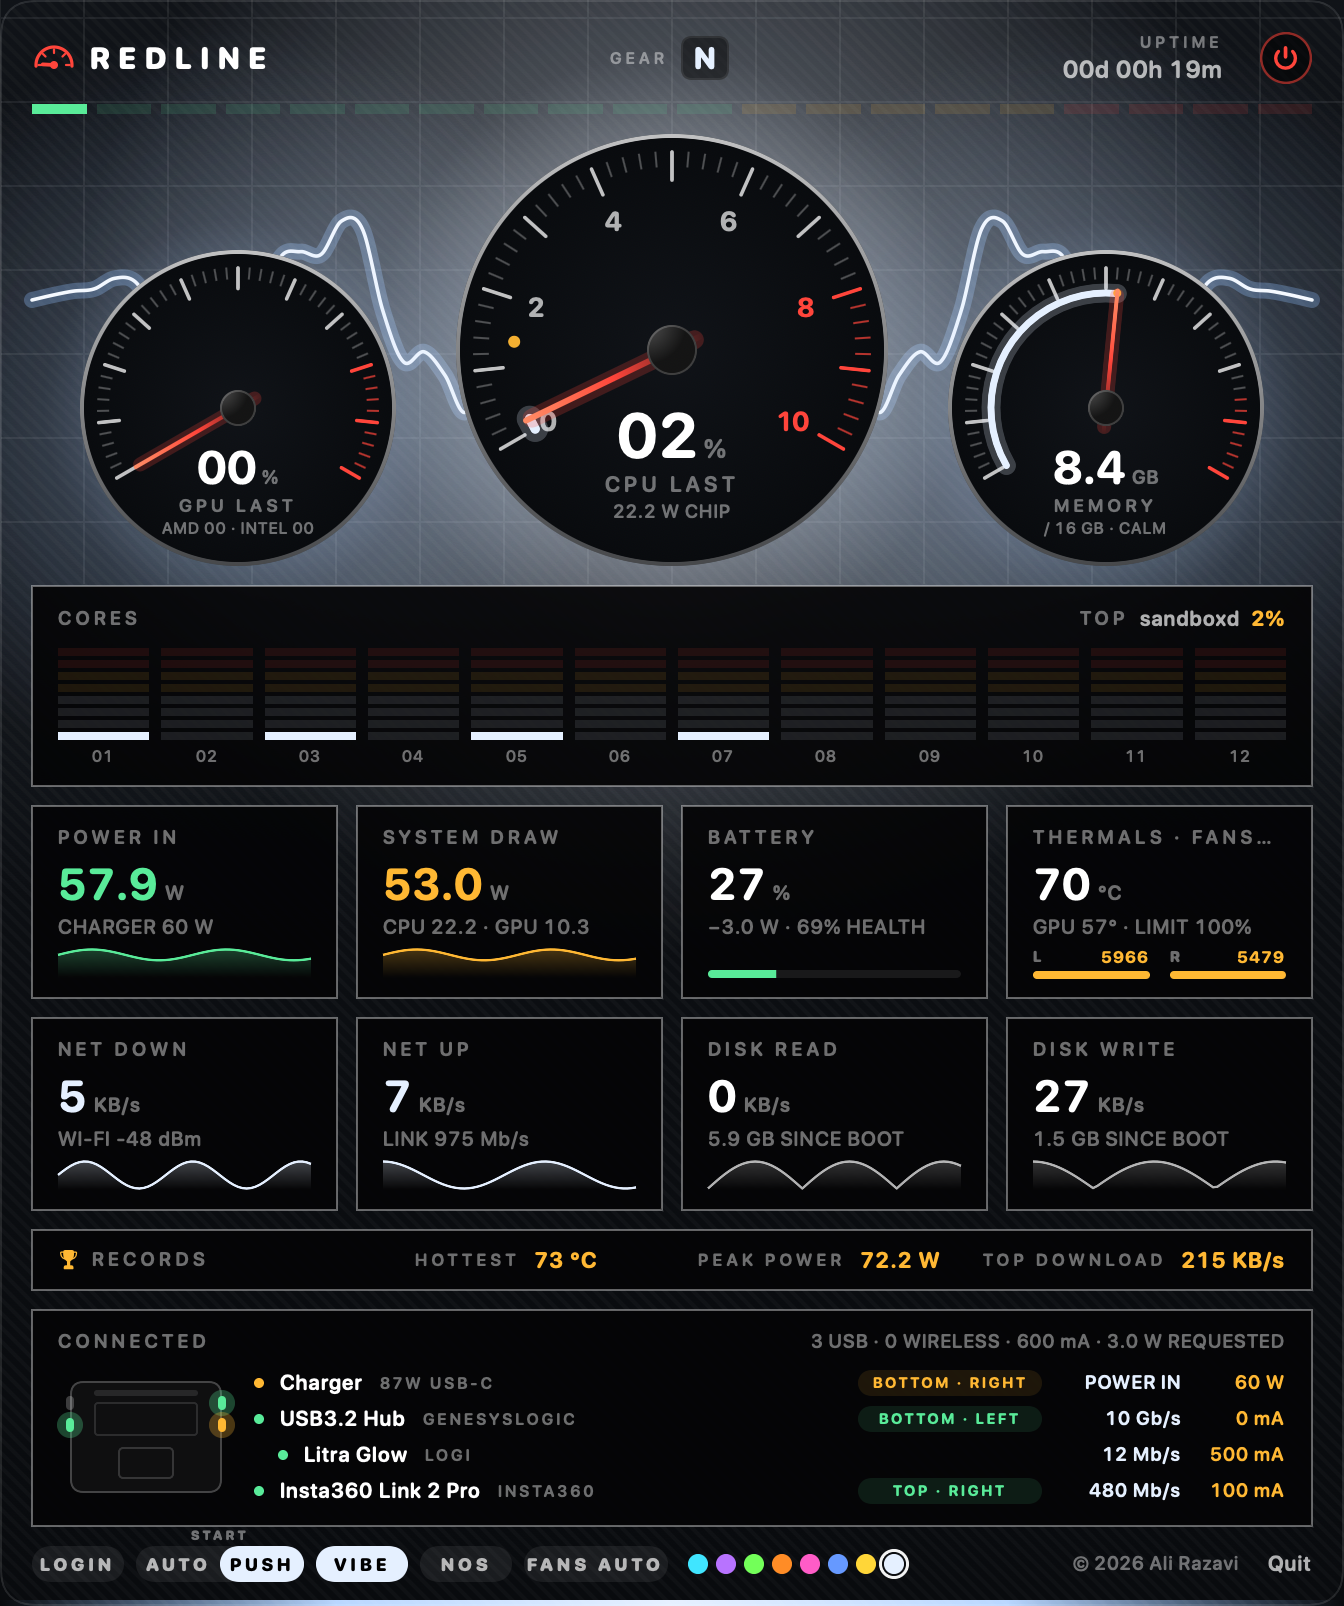 REDLINE
GEAR N
UPTIME
00d 00h 19m
4 6
2 8
0 10
02 %
CPU LAST
22.2 W CHIP
00 %
GPU LAST
AMD 00 · INTEL 00
8.4 GB
MEMORY
/ 16 GB · CALM
CORES TOP sandboxd 2%
01 02 03 04 05 06 07 08 09 10 11 12
POWER IN
57.9 W
CHARGER 60 W
SYSTEM DRAW
53.0 W
CPU 22.2 · GPU 10.3
BATTERY
27 %
−3.0 W · 69% HEALTH
THERMALS · FANS...
70 °C
GPU 57° · LIMIT 100%
L 5966 R 5479
NET DOWN
5 KB/s
WI-FI -48 dBm
NET UP
7 KB/s
LINK 975 Mb/s
DISK READ
0 KB/s
5.9 GB SINCE BOOT
DISK WRITE
27 KB/s
1.5 GB SINCE BOOT
RECORDS HOTTEST 73 °C PEAK POWER 72.2 W TOP DOWNLOAD 215 KB/s
CONNECTED 3 USB · 0 WIRELESS · 600 mA · 3.0 W REQUESTED
Charger 87W USB-C BOTTOM · RIGHT POWER IN 60 W
USB3.2 Hub GENESYSLOGIC BOTTOM · LEFT 10 Gb/s 0 mA
Litra Glow LOGI 12 Mb/s 500 mA
Insta360 Link 2 Pro INSTA360 TOP · RIGHT 480 Mb/s 100 mA
START
LOGIN AUTO PUSH VIBE NOS FANS AUTO © 2026 Ali Razavi Quit